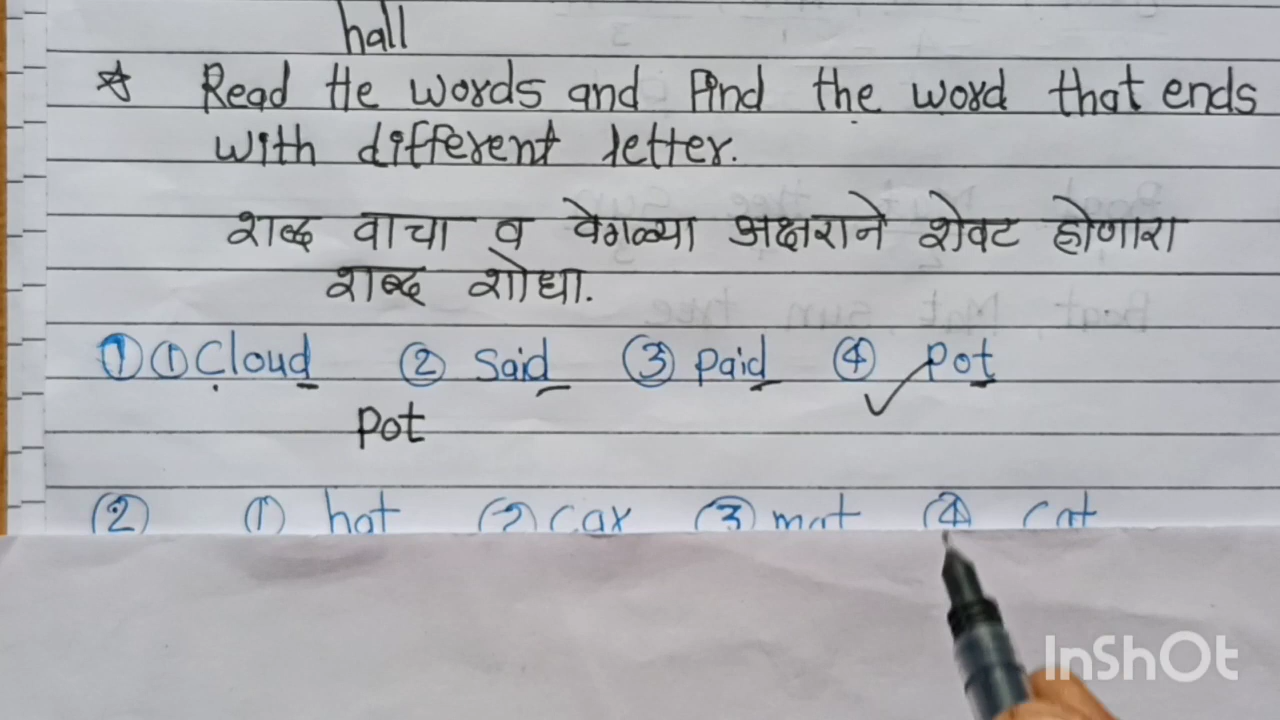 hall
☆ Read the words and Find the word that ends
with different letter.
शब्द वाचा व वेगळ्या अक्षराने शेवट होणारा
शब्द शोधा.
① ① Cloud ② Said ③ Paid ④ Pot
Pot
② ① hat ② car ③ mat ④ cat
InShOt